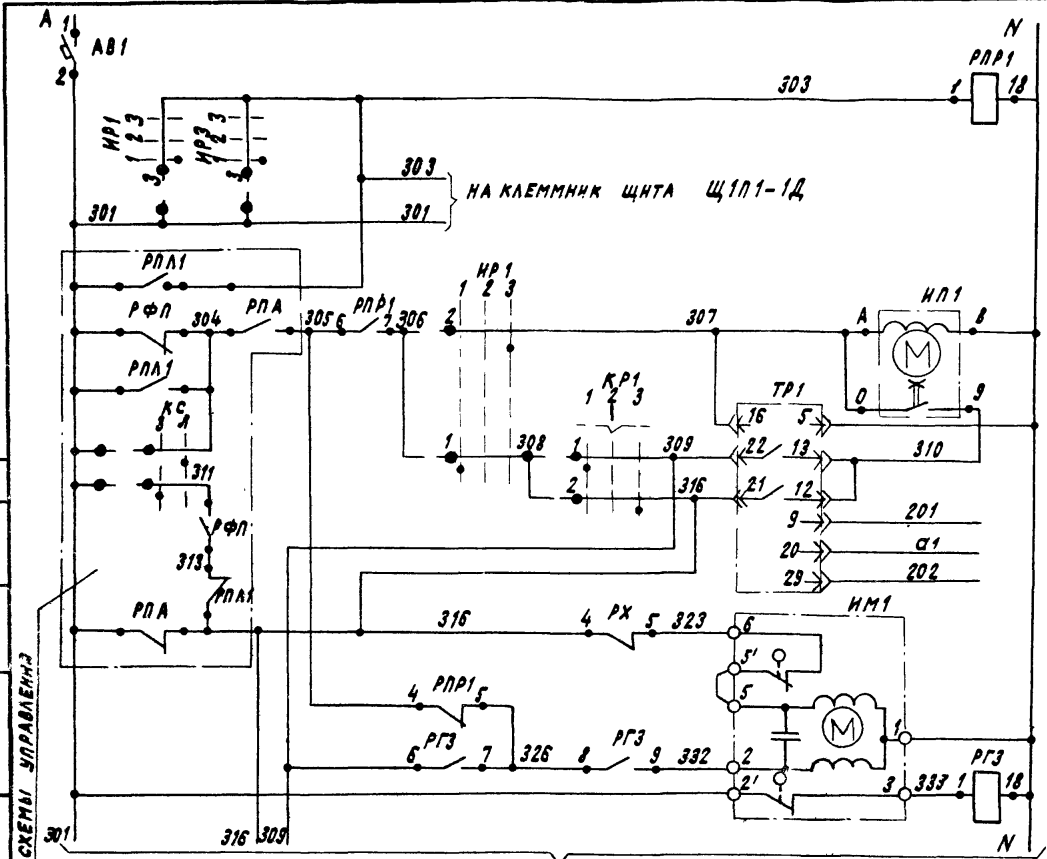 А 1 N
АВ1 РПР1
2 303 1 18
ИР1 1 2 3 ИР3 1 2 3
3 3
303
НА КЛЕММНИК ЩИТА Щ1П1-1Д
301 301
РПЛ1 ИР1 ИП1
1 2 3
РФП 304 РПА 305 6 РПР1 7 306 2 307 А В
М
РПЛ1 КР1 ТР1 О 9
1 2 3
КС 16 5
З Л 1 308 1 309 22 13 310
311 2 316 21 12
РФП 9 201
313 20 а1
РПЛ1 29 202
РПА ИМ1
316 4 РХ 5 323 6
5'
4 РПР1 5 5
М 1
6 РГЗ 7 326 8 РГЗ 9 332 2 РГЗ
2' 3 333 1 18
301 316 309 N
СХЕМЫ УПРАВЛЕНИЯ